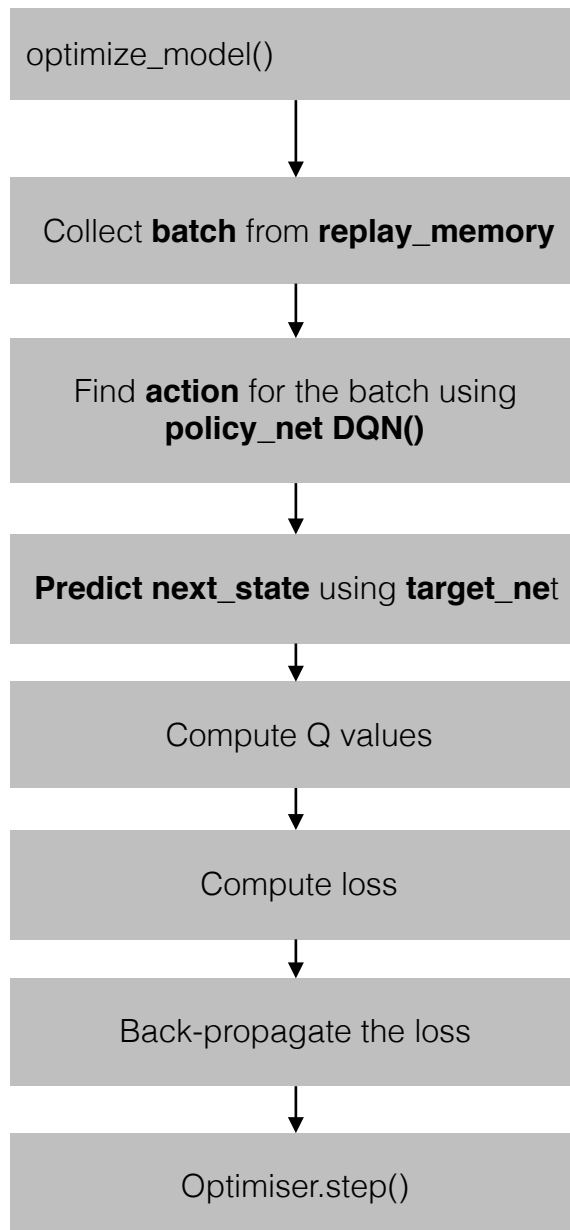 optimize_model()
Collect batch from replay_memory
Find action for the batch using
policy_net DQN()
Predict next_state using target_net
Compute Q values
Compute loss
Back-propagate the loss
Optimiser.step()